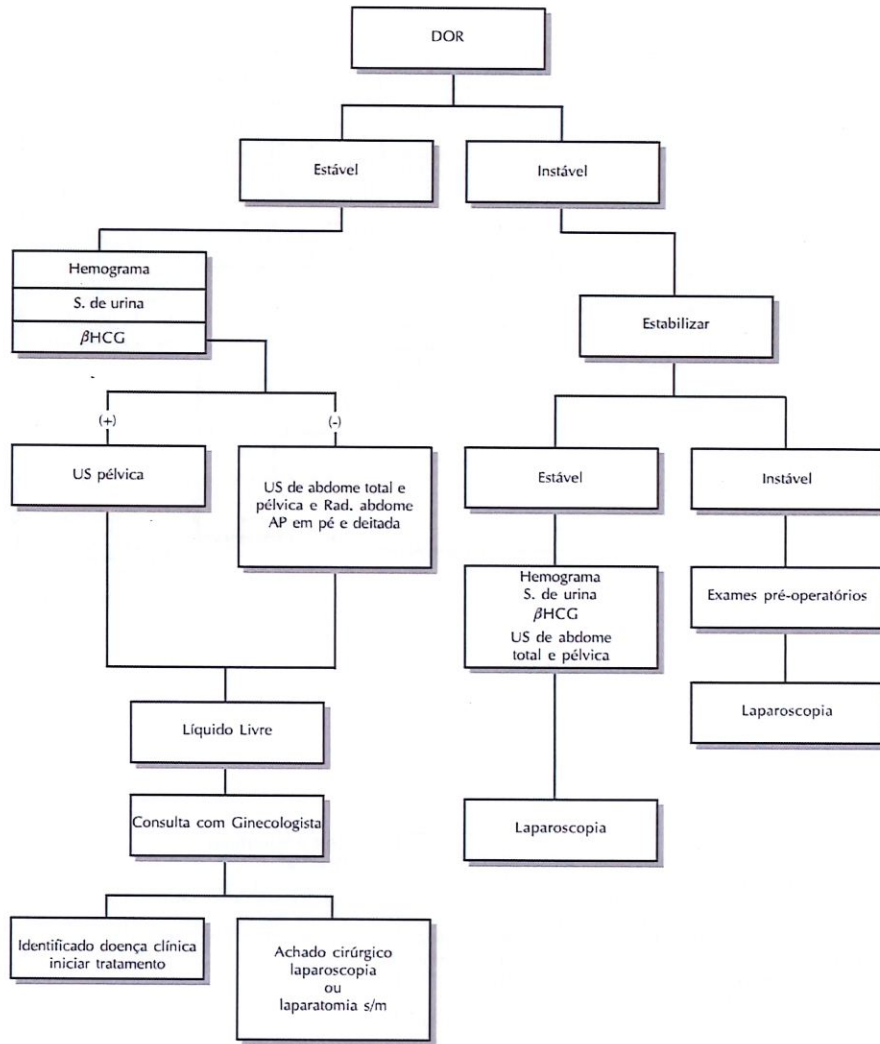 DOR
Estável
Instável
Hemograma
S. de urina
βHCG
Estabilizar
(+)
(-)
US pélvica
US de abdome total e
pélvica e Rad. abdome
AP em pé e deitada
Estável
Instável
Hemograma
S. de urina
βHCG
US de abdome
total e pélvica
Exames pré-operatórios
Laparoscopia
Líquido Livre
Consulta com Ginecologista
Laparoscopia
Identificado doença clínica
iniciar tratamento
Achado cirúrgico
laparoscopia
ou
laparatomia s/m